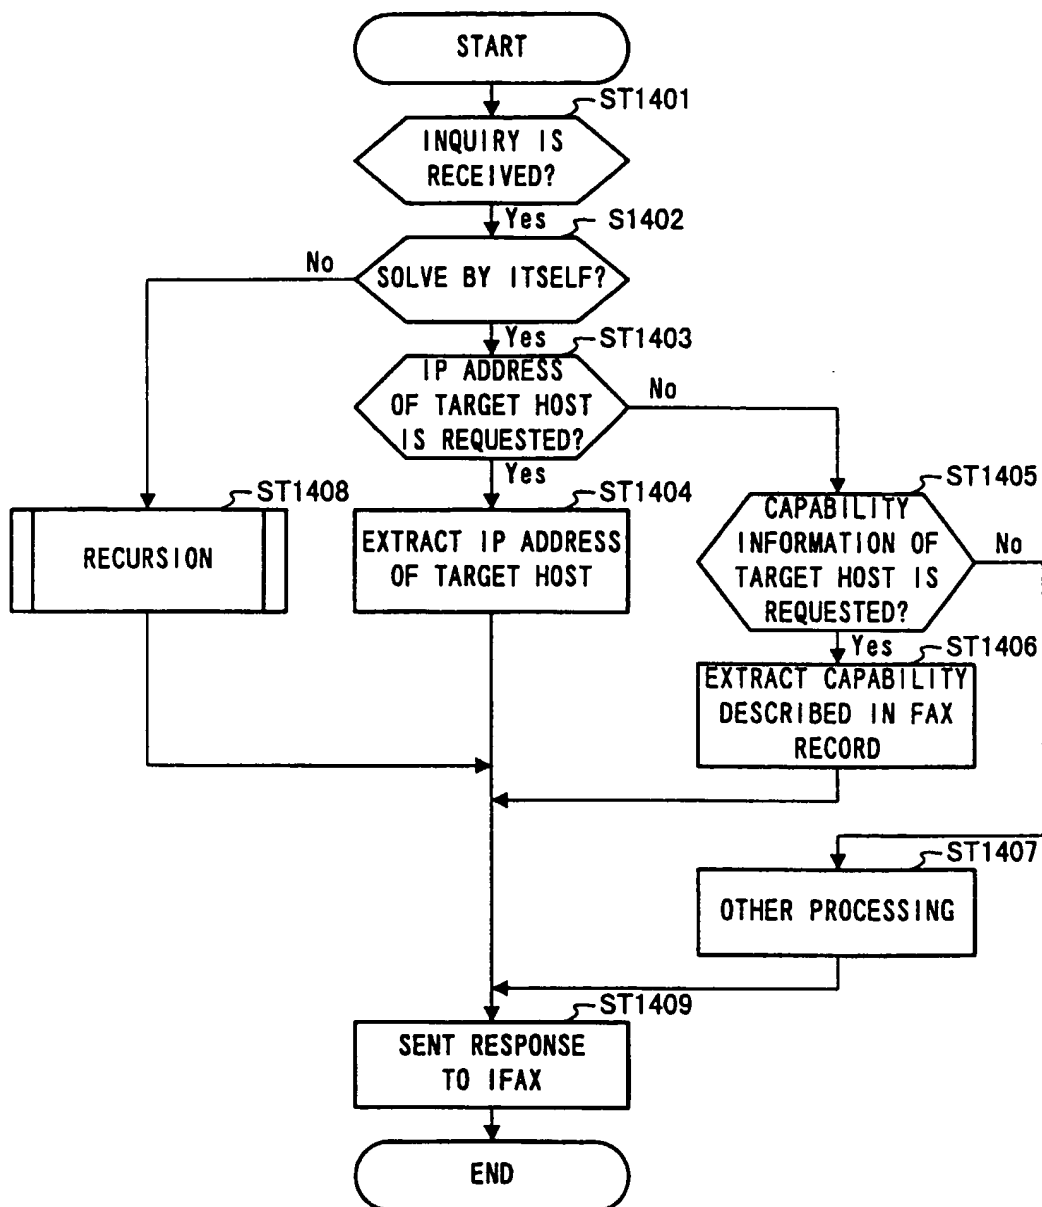 START
ST1401
INQUIRY IS
RECEIVED?
Yes
S1402
No
SOLVE BY ITSELF?
Yes
ST1403
IP ADDRESS
OF TARGET HOST
IS REQUESTED?
No
Yes
ST1408
RECURSION
ST1404
EXTRACT IP ADDRESS
OF TARGET HOST
ST1405
CAPABILITY
INFORMATION OF
TARGET HOST IS
REQUESTED?
No
Yes
ST1406
EXTRACT CAPABILITY
DESCRIBED IN FAX
RECORD
ST1407
OTHER PROCESSING
ST1409
SENT RESPONSE
TO IFAX
END